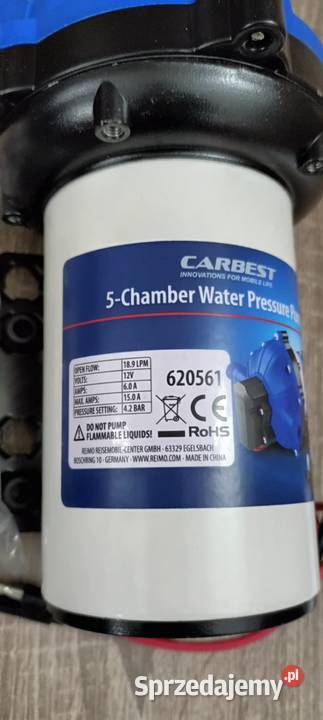 CARBEST
INNOVATIONS FOR MOBILE LIFE
5-Chamber Water Pressure
OPEN FLOW: 18.9 LPM
VOLTS: 12V
AMPS: 6.0 A
MAX. AMPS: 15.0 A
PRESSURE SETTING: 4.2 BAR
620561
CE
RoHS
DO NOT PUMP
FLAMMABLE LIQUIDS!
REIMO REISEMOBIL-CENTER GMBH · 63329 EGELSBACH
BOSCHRING 10 · GERMANY · WWW.REIMO.COM · MADE IN CHINA
Sprzedajemy.pl